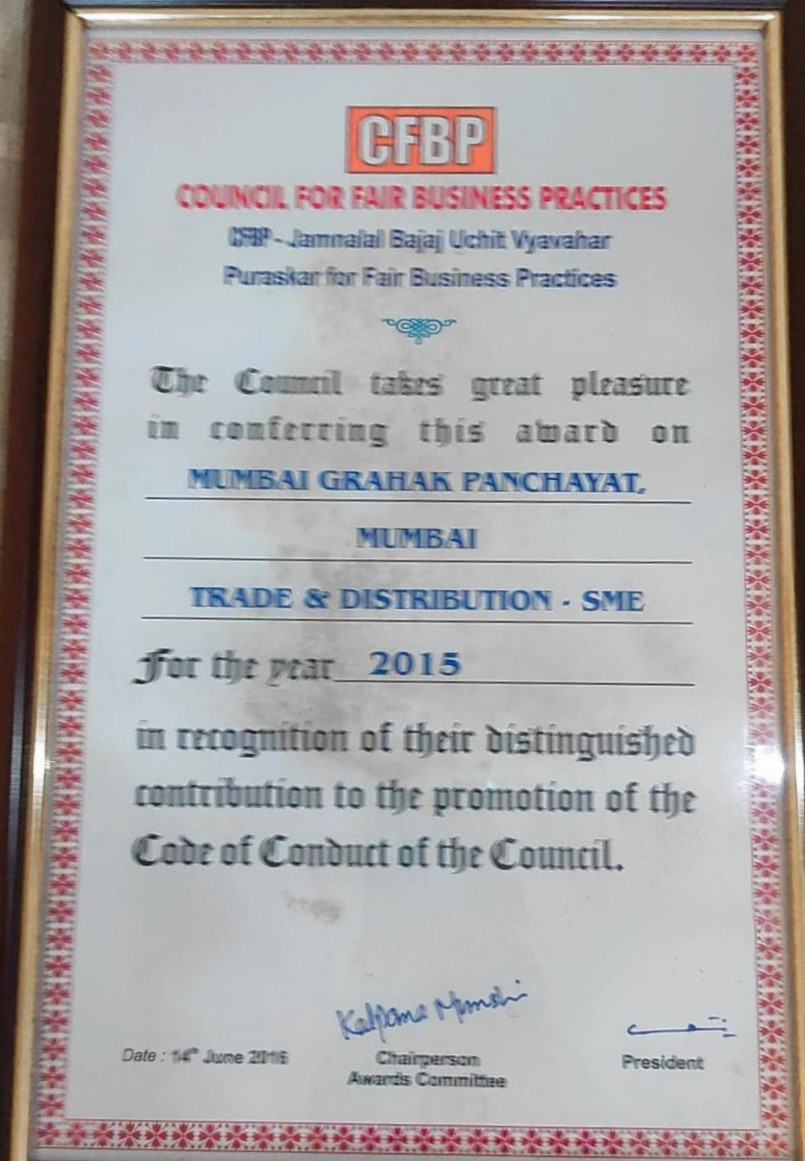 CFBP
COUNCIL FOR FAIR BUSINESS PRACTICES
CFBP - Jamnalal Bajaj Uchit Vyavahar
Puraskar for Fair Business Practices
The Council takes great pleasure
in conferring this award on
MUMBAI GRAHAK PANCHAYAT,
MUMBAI
TRADE & DISTRIBUTION - SME
For the year 2015
in recognition of their distinguished
contribution to the promotion of the
Code of Conduct of the Council.
Kalpana Munshi
Date : 14th June 2016
Chairperson
Awards Committee
President